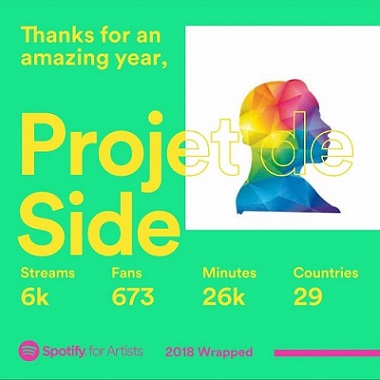 Thanks for an
amazing year,
Projet de
Side
Streams Fans Minutes Countries
6k 673 26k 29
Spotify for Artists 2018 Wrapped